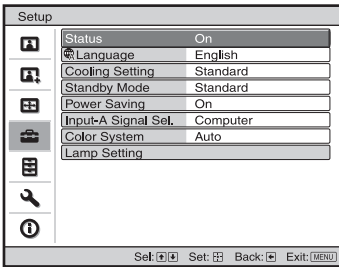 Setup
Status On
Language English
Cooling Setting Standard
Standby Mode Standard
Power Saving On
Input-A Signal Sel. Computer
Color System Auto
Lamp Setting
Sel: Set: Back: Exit: MENU